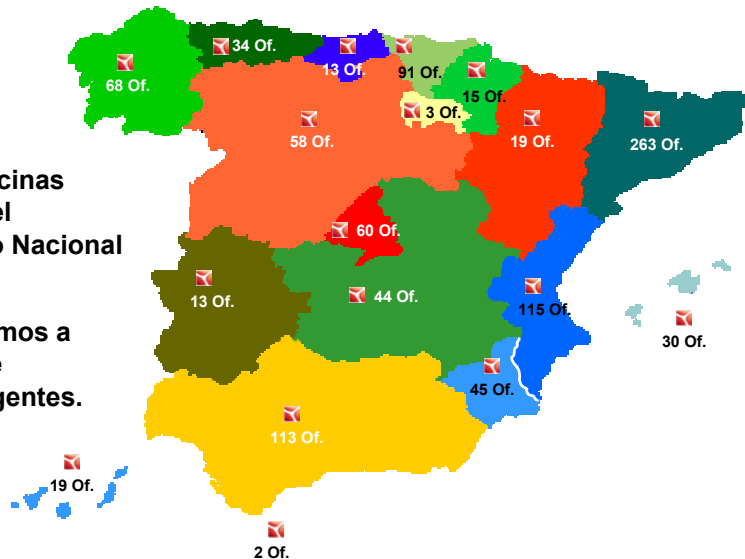 34 Of.
13 Of.
91 Of.
68 Of.
15 Of.
3 Of.
58 Of.
19 Of.
263 Of.
cinas
el
o Nacional
60 Of.
13 Of.
44 Of.
115 Of.
30 Of.
mos a
e
gentes.
45 Of.
113 Of.
19 Of.
2 Of.